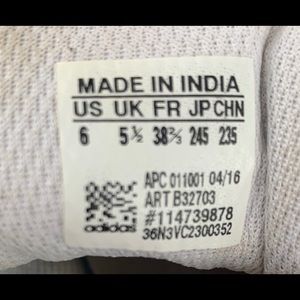 MADE IN INDIA
US UK FR JP CHN
6 5½ 38⅔ 245 235
APC 011001 04/16
ART B32703
#114739878
36N3VC2300352